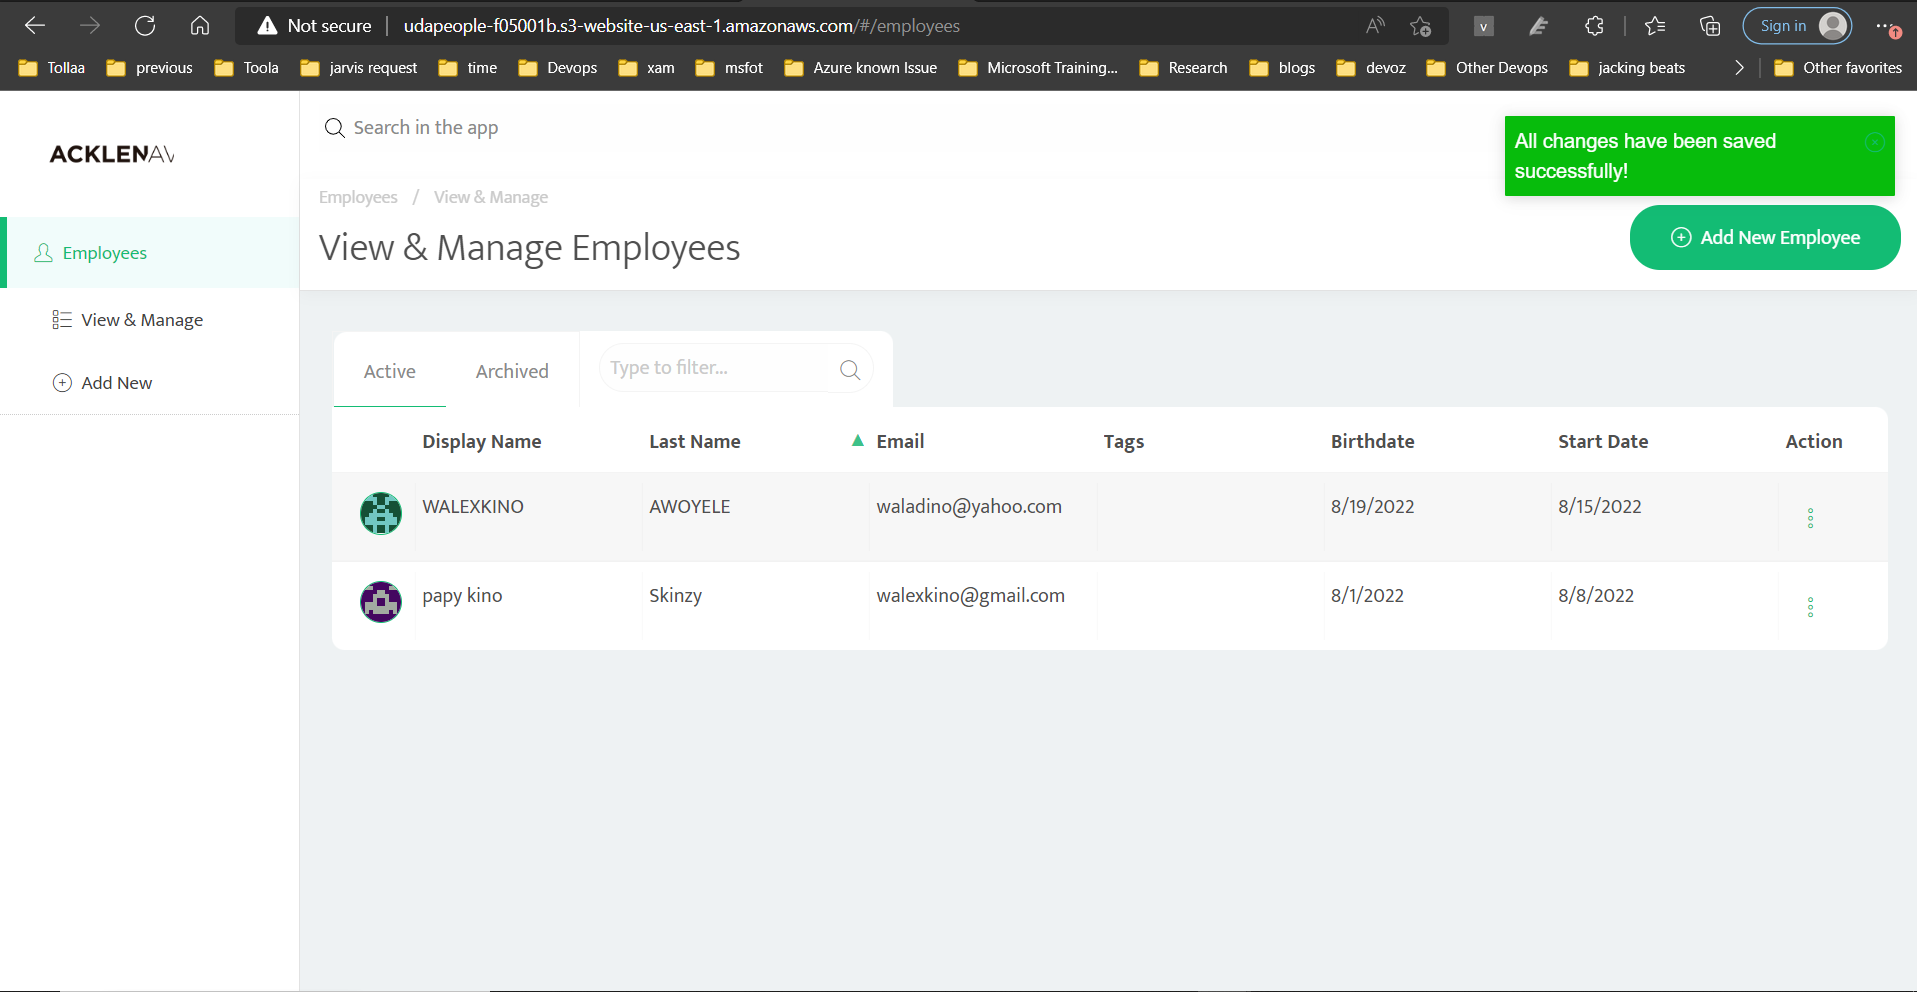 Not secure | udapeople-f05001b.s3-website-us-east-1.amazonaws.com/#/employees
A
v
Sign in
Tollaa previous Toola jarvis request time Devops xam msfot Azure known Issue Microsoft Training... Research blogs devoz Other Devops jacking beats Other favorites
ACKLENAV
Search in the app
All changes have been saved
successfully!
Employees / View & Manage
View & Manage Employees
Add New Employee
Employees
View & Manage
Add New
Active Archived Type to filter...
Display Name Last Name Email Tags Birthdate Start Date Action
WALEXKINO AWOYELE waladino@yahoo.com 8/19/2022 8/15/2022
papy kino Skinzy walexkino@gmail.com 8/1/2022 8/8/2022